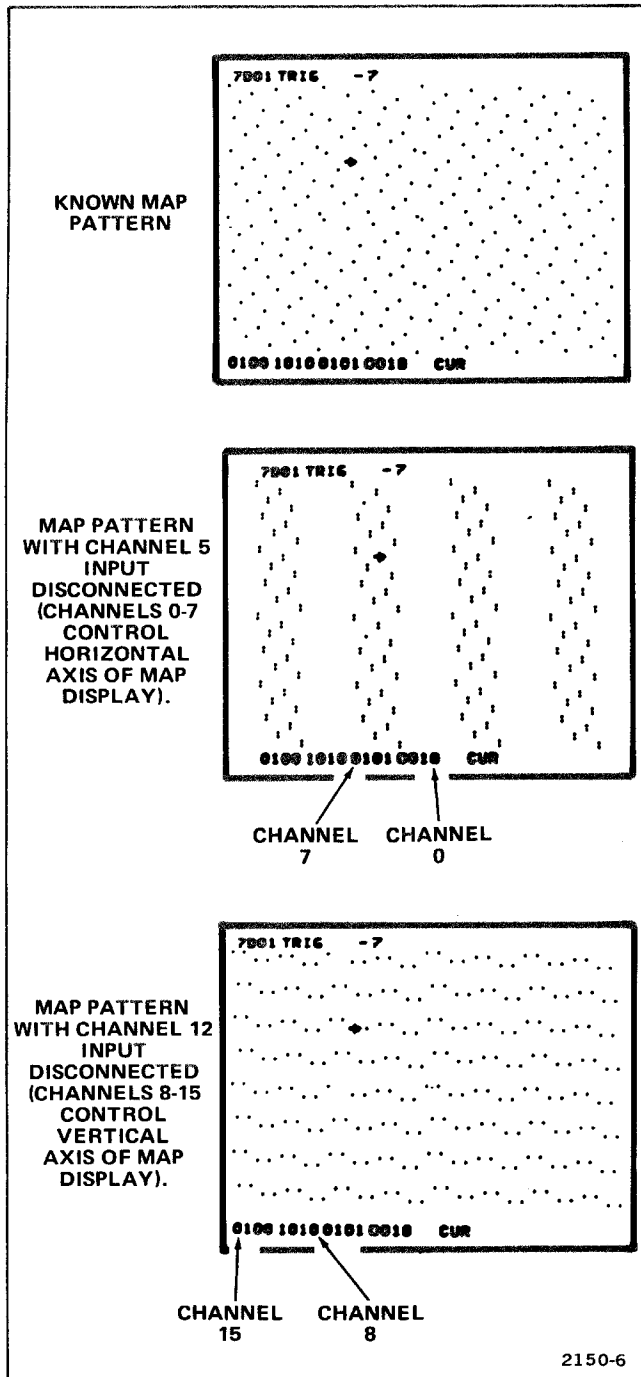 7D01 TRIG -7
KNOWN MAP
PATTERN
0100 1010 0101 0010 CUR
7D01 TRIG -7
MAP PATTERN
WITH CHANNEL 5
INPUT
DISCONNECTED
(CHANNELS 0-7
CONTROL
HORIZONTAL
AXIS OF MAP
DISPLAY).
0100 1010 0101 0010 CUR
CHANNEL
7
CHANNEL
0
7D01 TRIG -7
MAP PATTERN
WITH CHANNEL 12
INPUT
DISCONNECTED
(CHANNELS 8-15
CONTROL
VERTICAL
AXIS OF MAP
DISPLAY).
0100 1010 0101 0010 CUR
CHANNEL
15
CHANNEL
8
2150-6